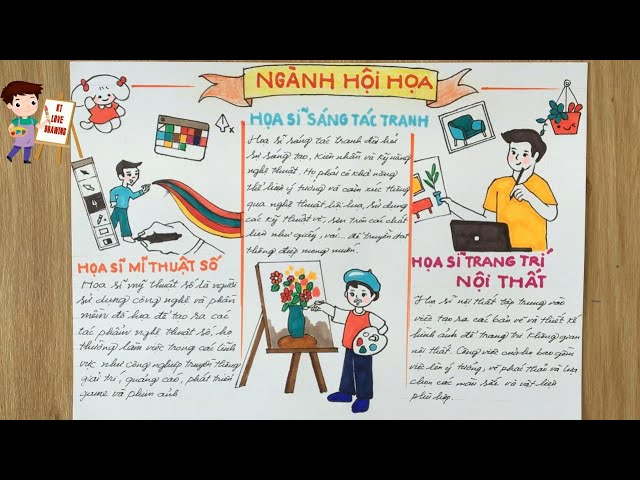 KT
LOVE
DRAWING
NGÀNH HỘI HỌA
HỌA SĨ SÁNG TÁC TRANH
Họa sĩ sáng tác tranh đòi hỏi
sự sáng tạo, kiên nhẫn và kỹ năng
nghệ thuật. Họ phải có khả năng
thể hiện ý tưởng và cảm xúc thông
qua nghệ thuật hội họa, sử dụng
các kỹ thuật vẽ, sơn trên các chất
liệu như giấy, vải... để truyền đạt
thông điệp mong muốn.
HỌA SĨ MĨ THUẬT SỐ
Họa sĩ mỹ thuật số là người
sử dụng công nghệ và phần
mềm đồ họa để tạo ra các
tác phẩm nghệ thuật số, họ
thường làm việc trong các lĩnh
vực như công nghiệp truyền thông
giải trí, quảng cáo, phát triển
game và phim ảnh
HỌA SĨ TRANG TRÍ
NỘI THẤT
Họa sĩ nội thất tập trung vào
việc tạo ra các bản vẽ và thiết kế
hình ảnh để trang trí không gian
nội thất. Công việc của họ bao gồm
việc lên ý tưởng, vẽ phác thảo và lựa
chọn các màu sắc và vật liệu
phù hợp...